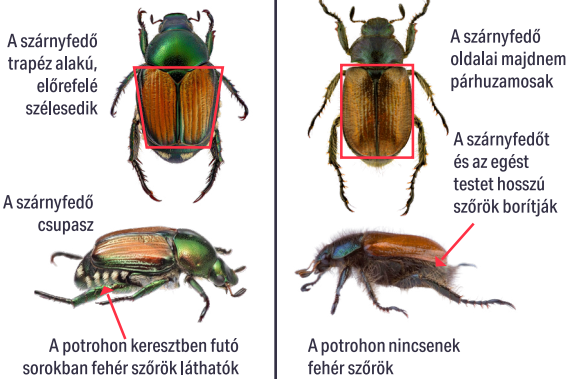 A szárnyfedő
trapéz alakú,
előrefelé
szélesedik
A szárnyfedő
csupasz
A potrohon keresztben futó
sorokban fehér szőrök láthatók
A szárnyfedő
oldalai majdnem
párhuzamosak
A szárnyfedőt
és az egést
testet hosszú
szőrök borítják
A potrohon nincsenek
fehér szőrök